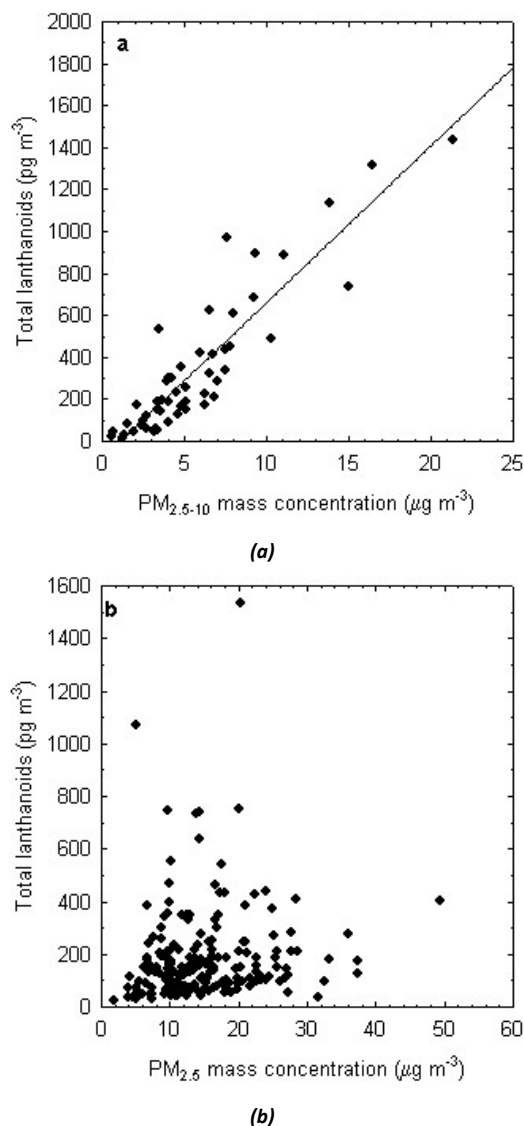 a
2000
1800
1600
1400
1200
1000
800
600
400
200
0
Total lanthanoids (pg m⁻³)
0 5 10 15 20 25
PM₂.₅₋₁₀ mass concentration (μg m⁻³)
(a)
b
1600
1400
1200
1000
800
600
400
200
0
Total lanthanoids (pg m⁻³)
0 10 20 30 40 50 60
PM₂.₅ mass concentration (μg m⁻³)
(b)